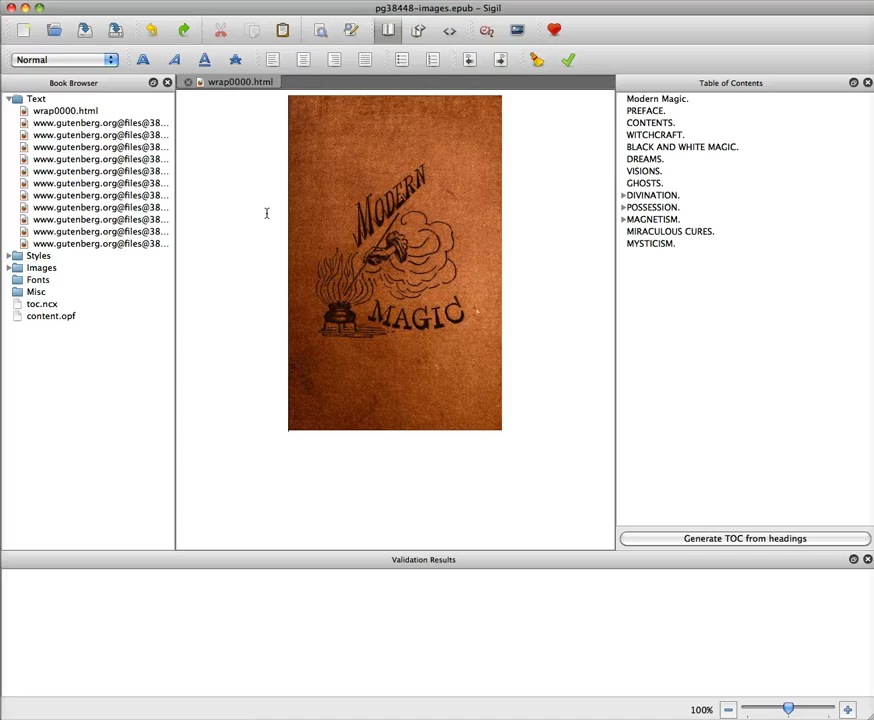 pg38448-images.epub - Sigil
Normal
Book Browser
wrap0000.html
Table of Contents
Text
wrap0000.html
www.gutenberg.org@files@38...
www.gutenberg.org@files@38...
www.gutenberg.org@files@38...
www.gutenberg.org@files@38...
www.gutenberg.org@files@38...
www.gutenberg.org@files@38...
www.gutenberg.org@files@38...
www.gutenberg.org@files@38...
www.gutenberg.org@files@38...
www.gutenberg.org@files@38...
www.gutenberg.org@files@38...
Styles
Images
Fonts
Misc
toc.ncx
content.opf
MODERN
MAGIC
Modern Magic.
PREFACE.
CONTENTS.
WITCHCRAFT.
BLACK AND WHITE MAGIC.
DREAMS.
VISIONS.
GHOSTS.
DIVINATION.
POSSESSION.
MAGNETISM.
MIRACULOUS CURES.
MYSTICISM.
Generate TOC from headings
Validation Results
100%